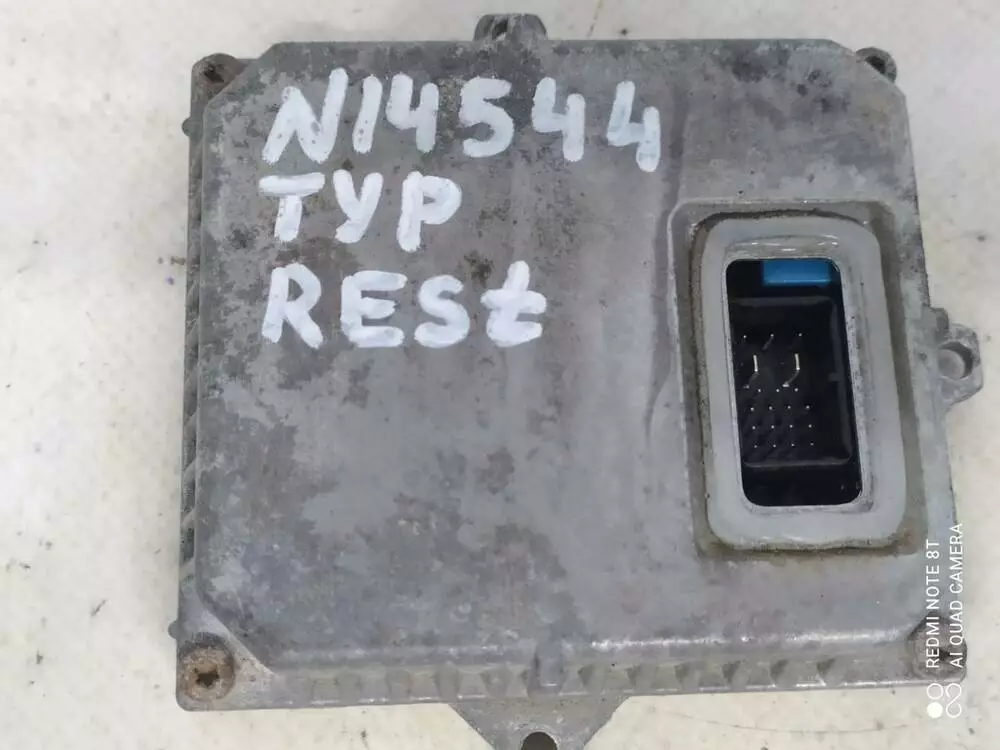 N14544
TYP
RESt
REDMI NOTE 8T
AI QUAD CAMERA